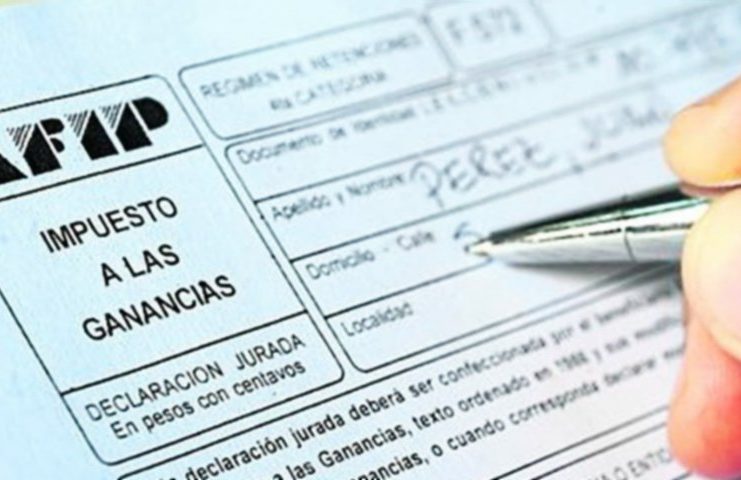 AFIP
IMPUESTO
A LAS
GANANCIAS
DECLARACION JURADA
En pesos con centavos
REGIMEN DE RETENCIONES
4ta CATEGORIA
F 572
Documento de Identidad
Apellido y Nombre PEREZ, JUAN
Domicilio - Calle S
Localidad
declaración jurada deberá ser confeccionada por el beneficiario
a las Ganancias, texto ordenado en 1986 y sus
Ganancias, o cuando corresponda declarar